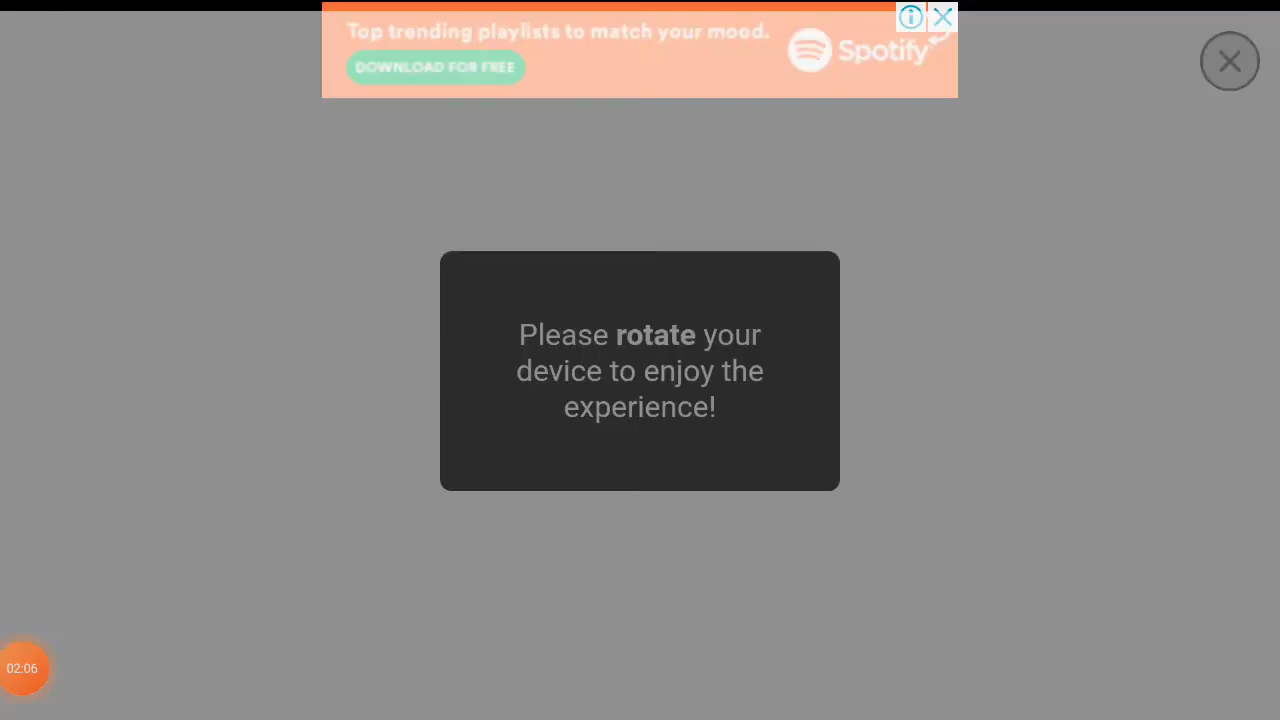 Top trending playlists to match your mood.
DOWNLOAD FOR FREE
Spotify
Please rotate your
device to enjoy the
experience!
02:06